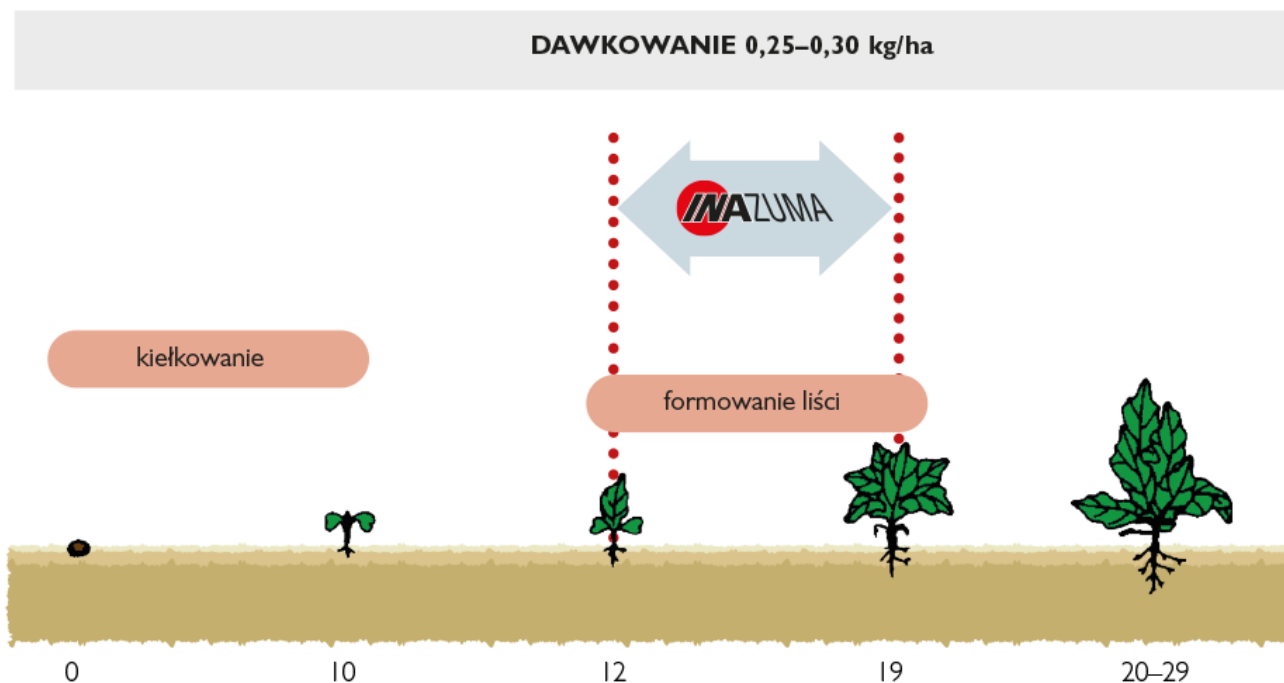 DAWKOWANIE 0,25–0,30 kg/ha
INAZUMA
kiełkowanie
formowanie liści
0 10 12 19 20–29